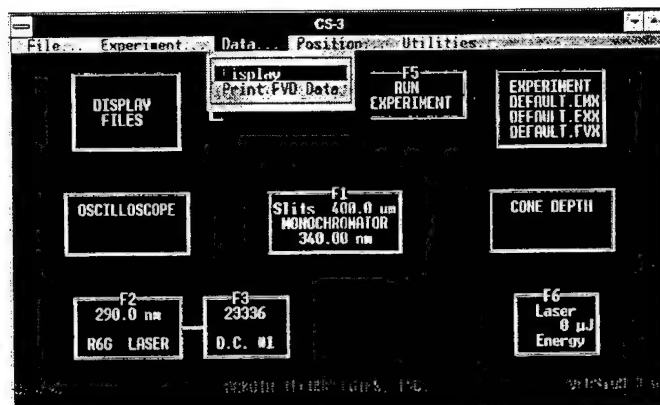 CS-3
File... Experiment... Data... Position... Utilities...
Display
Print FVD Data
DISPLAY
FILES
F5
RUN
EXPERIMENT
EXPERIMENT
DEFAULT.CMX
DEFAULT.EXX
DEFAULT.FVX
OSCILLOSCOPE
F1
Slits 400.0 um
MONOCHROMATOR
340.00 nm
CONE DEPTH
F2
290.0 nm
R6G LASER
F3
23336
D.C. #1
F6
Laser
0 µJ
Energy